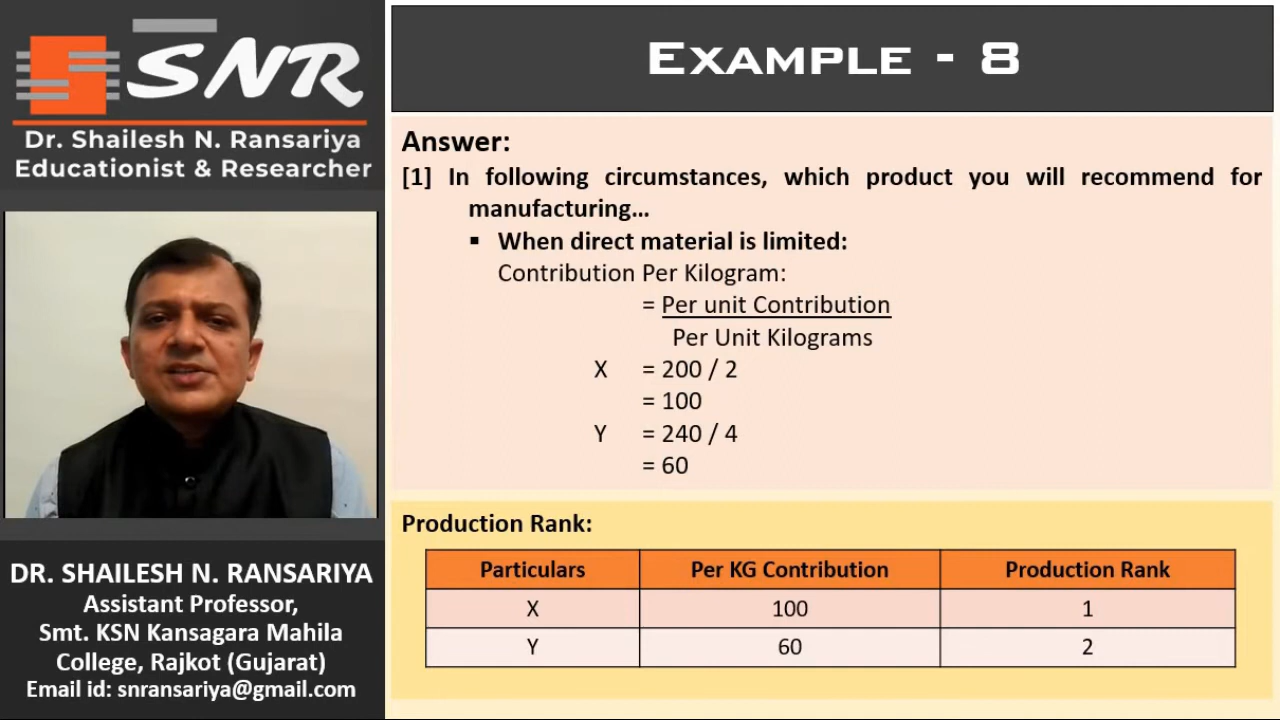 SNR
Dr. Shailesh N. Ransariya
Educationist & Researcher
DR. SHAILESH N. RANSARIYA
Assistant Professor,
Smt. KSN Kansagara Mahila
College, Rajkot (Gujarat)
Email id: snransariya@gmail.com
EXAMPLE - 8
Answer:
[1] In following circumstances, which product you will recommend for
manufacturing...
▪ When direct material is limited:
Contribution Per Kilogram:
= Per unit Contribution
Per Unit Kilograms
X = 200 / 2
= 100
Y = 240 / 4
= 60
Production Rank:
Particulars Per KG Contribution Production Rank
X 100 1
Y 60 2